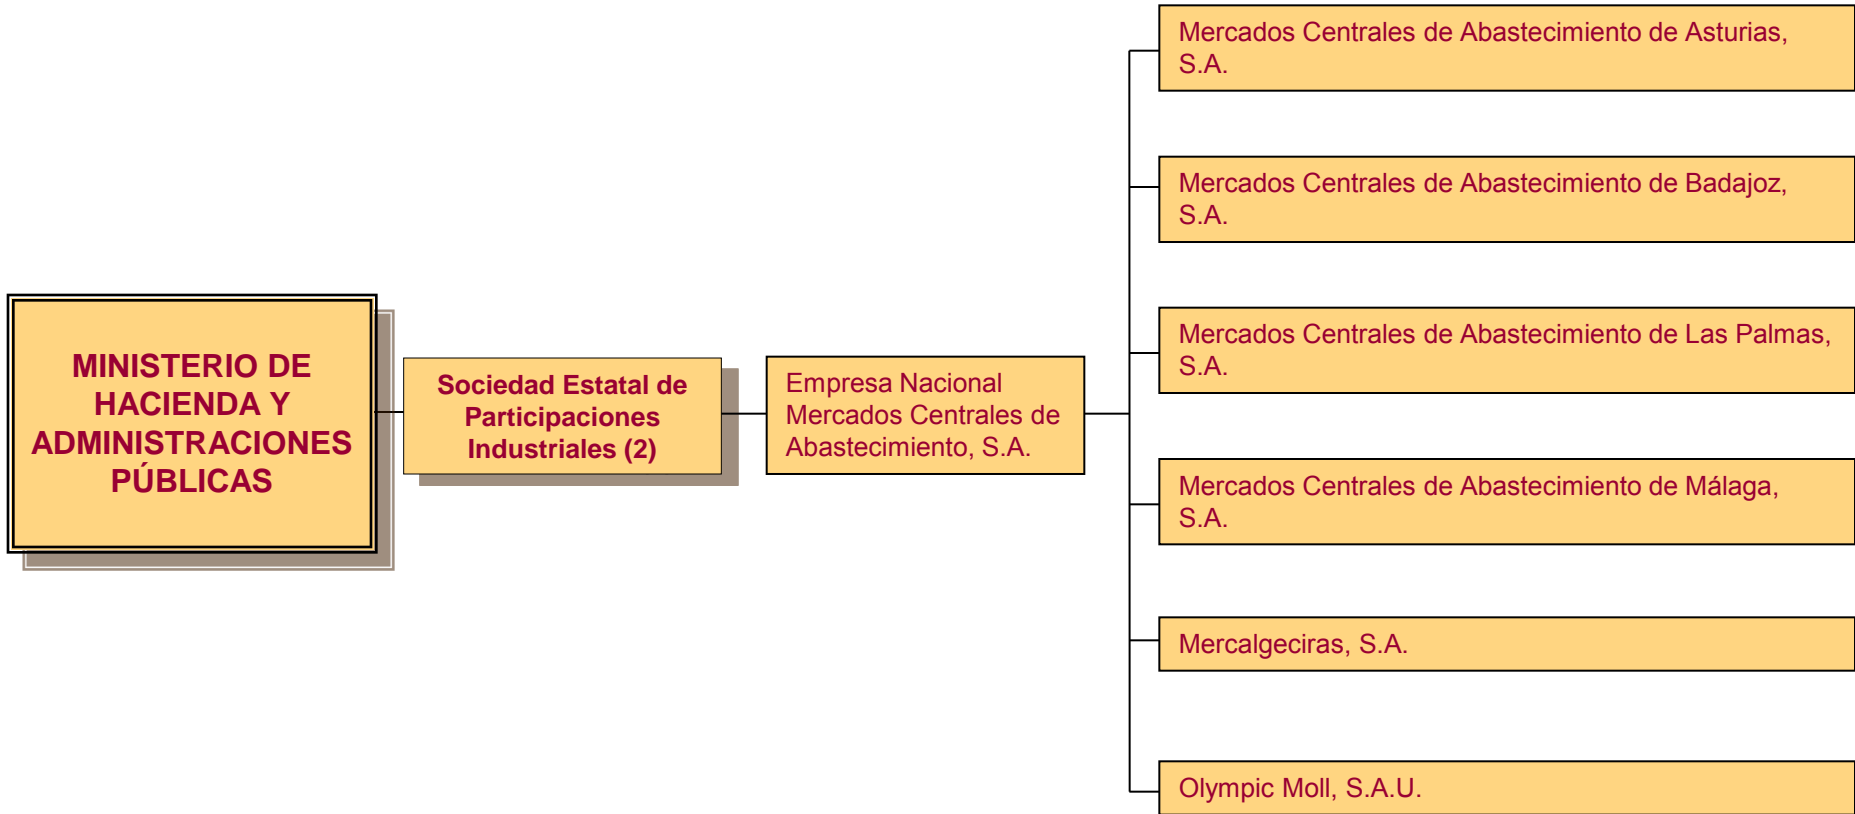 Mercados Centrales de Abastecimiento de Asturias,
S.A.
Mercados Centrales de Abastecimiento de Badajoz,
S.A.
MINISTERIO DE
HACIENDA Y
ADMINISTRACIONES
PÚBLICAS
Sociedad Estatal de
Participaciones
Industriales (2)
Empresa Nacional
Mercados Centrales de
Abastecimiento, S.A.
Mercados Centrales de Abastecimiento de Las Palmas,
S.A.
Mercados Centrales de Abastecimiento de Málaga,
S.A.
Mercalgeciras, S.A.
Olympic Moll, S.A.U.